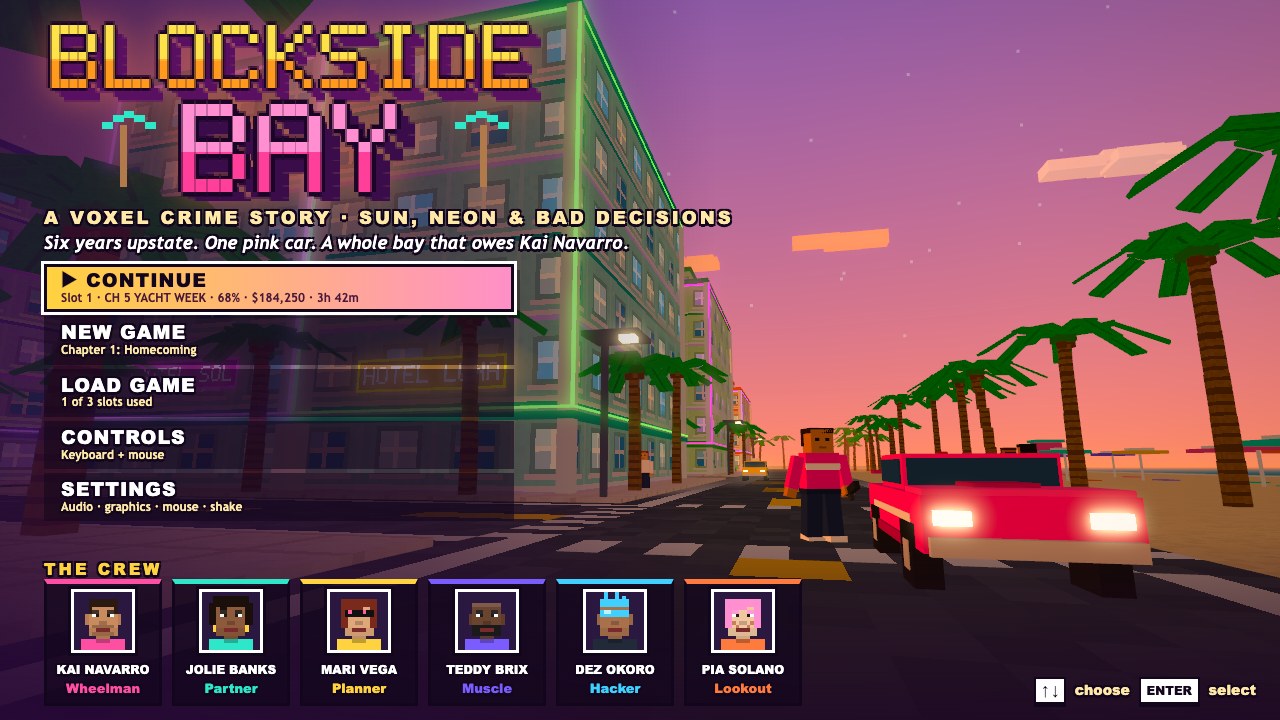 BLOCKSIDE
BAY
A VOXEL CRIME STORY · SUN, NEON & BAD DECISIONS
Six years upstate. One pink car. A whole bay that owes Kai Navarro.
▶ CONTINUE
Slot 1 · CH 5 YACHT WEEK · 68% · $184,250 · 3h 42m
NEW GAME
Chapter 1: Homecoming
SOL
HOTEL
LOAD GAME
1 of 3 slots used
CONTROLS
Keyboard + mouse
SETTINGS
Audio · graphics · mouse · shake
THE CREW
KAI NAVARRO
Wheelman
JOLIE BANKS
Partner
MARI VEGA
Planner
TEDDY BRIX
Muscle
DEZ OKORO
Hacker
PIA SOLANO
Lookout
↑↓ choose ENTER select